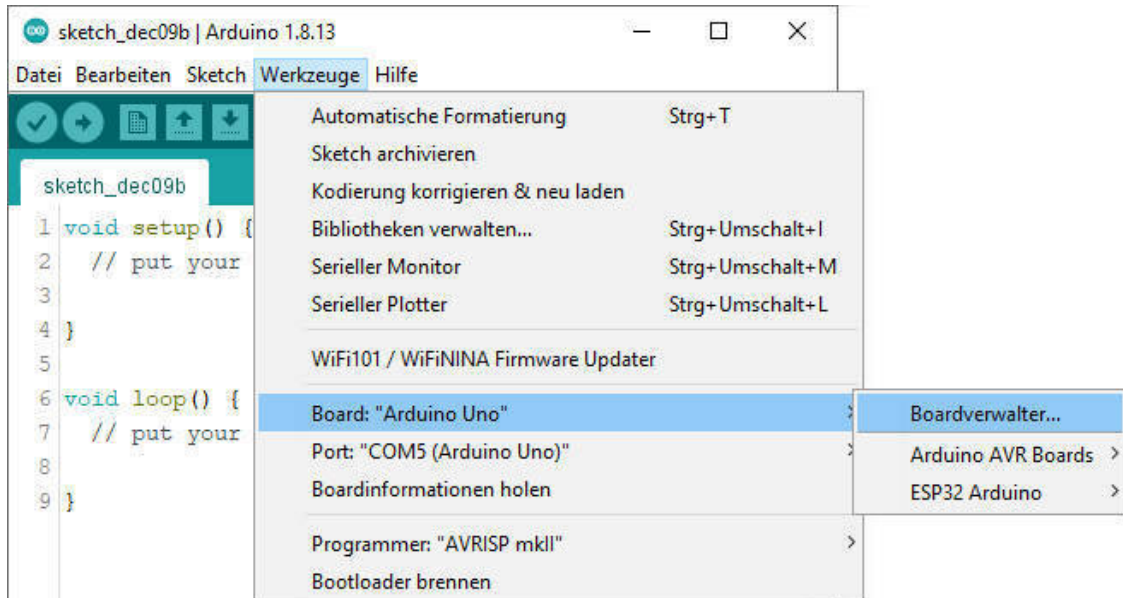 sketch_dec09b | Arduino 1.8.13
Datei Bearbeiten Sketch Werkzeuge Hilfe
sketch_dec09b
1 void setup() {
2 // put your
3
4 }
5
6 void loop() {
7 // put your
8
9 }
Automatische Formatierung Strg+T
Sketch archivieren
Kodierung korrigieren & neu laden
Bibliotheken verwalten... Strg+Umschalt+I
Serieller Monitor Strg+Umschalt+M
Serieller Plotter Strg+Umschalt+L
WiFi101 / WiFiNINA Firmware Updater
Board: "Arduino Uno"
Port: "COM5 (Arduino Uno)"
Boardinformationen holen
Programmer: "AVRISP mkII"
Bootloader brennen
Boardverwalter...
Arduino AVR Boards
ESP32 Arduino